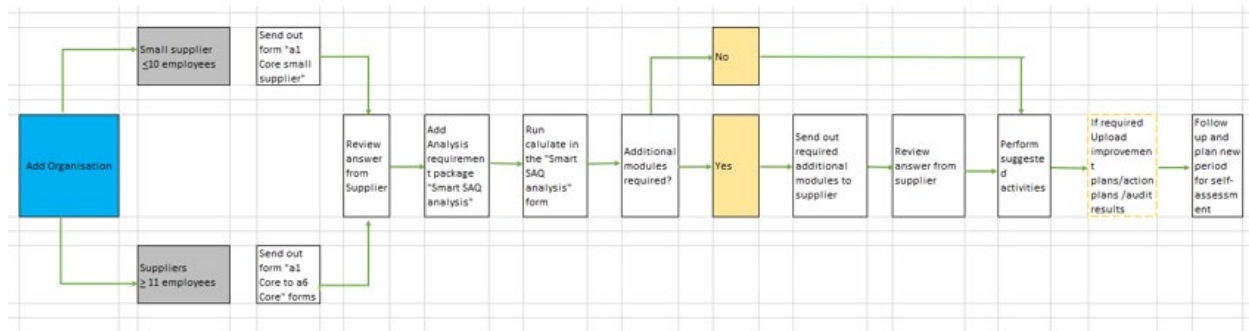 Small supplier
≤10 employees
Send out
form "a1
Core small
supplier"
No
Add Organisation
Review
answer
from
Supplier
Add
Analysis
requiremen
t package
"Smart SAQ
analysis"
Run
calulate in
the "Smart
SAQ
analysis"
form
Additional
modules
required?
Yes
Send out
required
additional
modules to
supplier
Review
answer from
supplier
Perform
suggeste
d
activities
If required
Upload
improvemen
t
plans/action
plans /audit
results
Follow
up and
plan new
period
for self-
assessm
ent
Suppliers
≥ 11 employees
Send out
form "a1
Core to a6
Core" forms